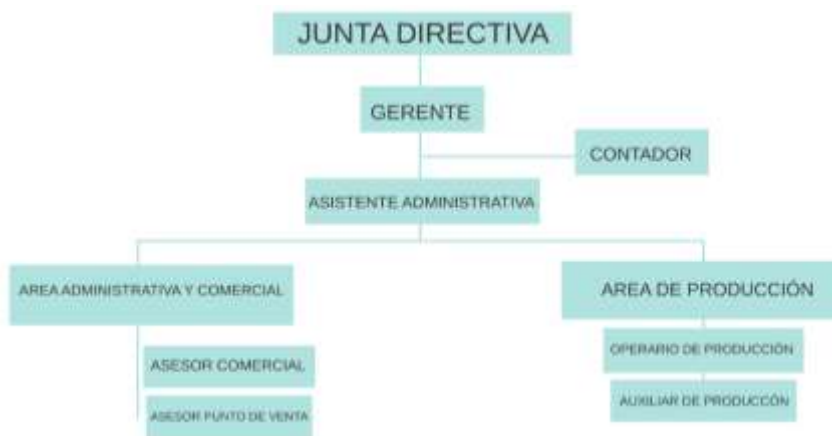 JUNTA DIRECTIVA
GERENTE
CONTADOR
ASISTENTE ADMINISTRATIVA
AREA ADMINISTRATIVA Y COMERCIAL
AREA DE PRODUCCIÓN
OPERARIO DE PRODUCCIÓN
ASESOR COMERCIAL
AUXILIAR DE PRODUCCÓN
ASESOR PUNTO DE VENTA